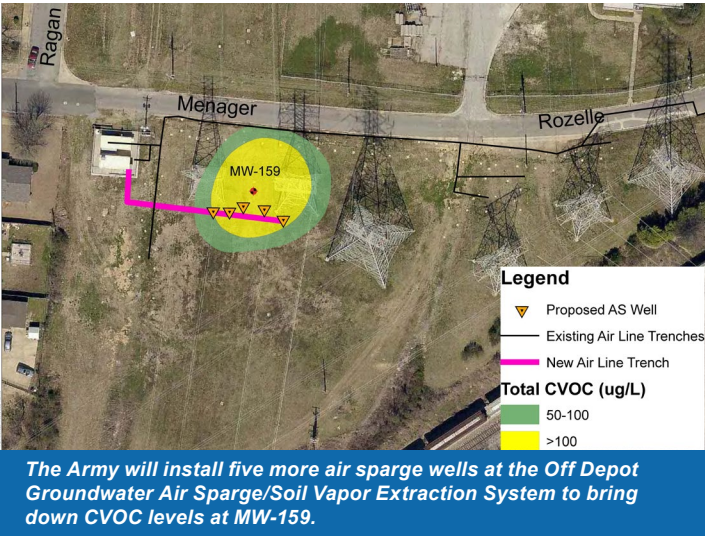 Ragan
Menager
Rozelle
MW-159
Legend
Proposed AS Well
Existing Air Line Trenches
New Air Line Trench
Total CVOC (ug/L)
50-100
>100
The Army will install five more air sparge wells at the Off Depot
Groundwater Air Sparge/Soil Vapor Extraction System to bring
down CVOC levels at MW-159.